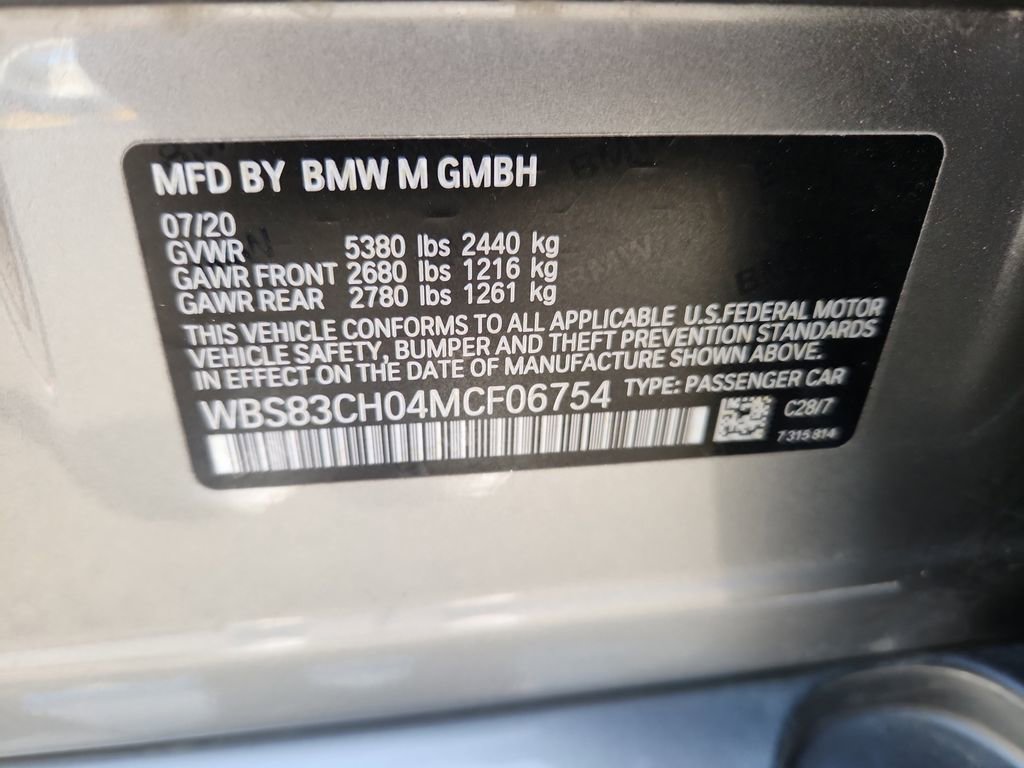 MFD BY BMW M GMBH
07/20
GVWR 5380 lbs 2440 kg
GAWR FRONT 2680 lbs 1216 kg
GAWR REAR 2780 lbs 1261 kg
THIS VEHICLE CONFORMS TO ALL APPLICABLE U.S.FEDERAL MOTOR
VEHICLE SAFETY, BUMPER AND THEFT PREVENTION STANDARDS
IN EFFECT ON THE DATE OF MANUFACTURE SHOWN ABOVE.
WBS83CH04MCF06754 TYPE: PASSENGER CAR
C28/7
7 315 814